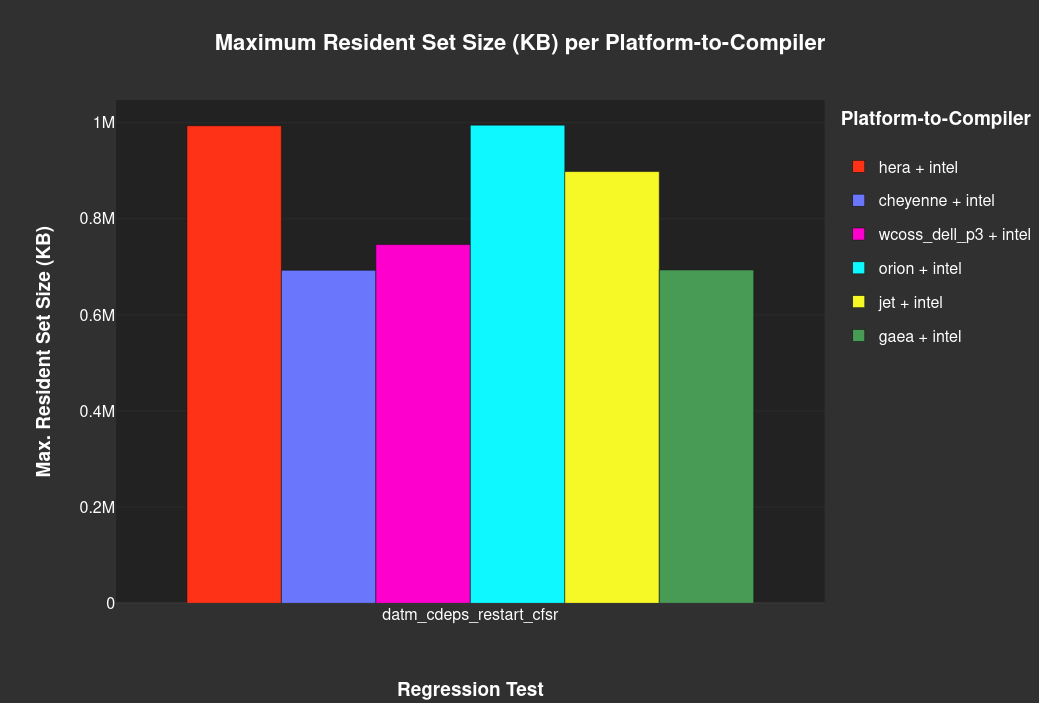 Maximum Resident Set Size (KB) per Platform-to-Compiler
Max. Resident Set Size (KB)
1M
0.8M
0.6M
0.4M
0.2M
0
datm_cdeps_restart_cfsr
Regression Test
Platform-to-Compiler
hera + intel
cheyenne + intel
wcoss_dell_p3 + intel
orion + intel
jet + intel
gaea + intel